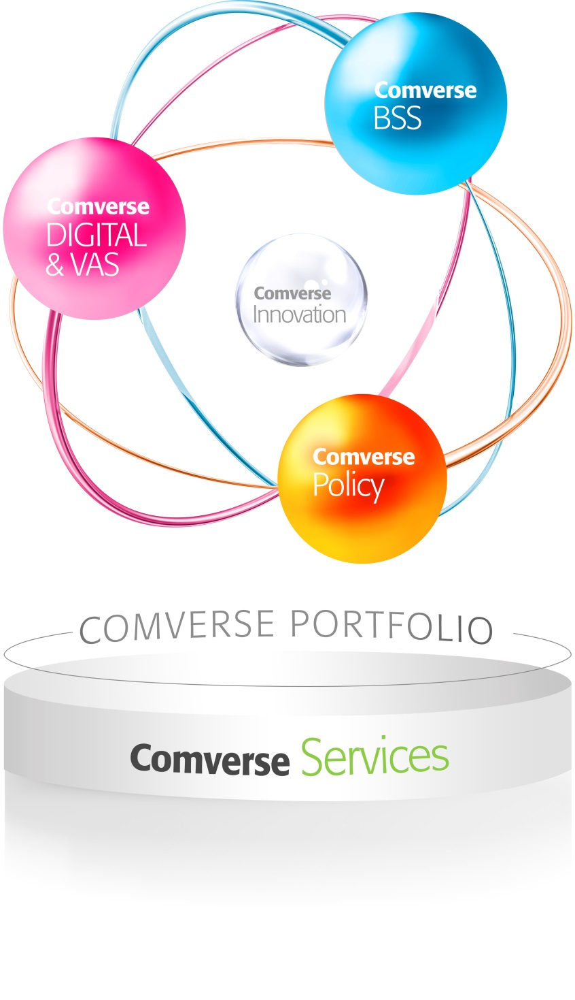 Comverse
BSS
Comverse
DIGITAL
& VAS
Comverse
Innovation
Comverse
Policy
COMVERSE PORTFOLIO
Comverse Services